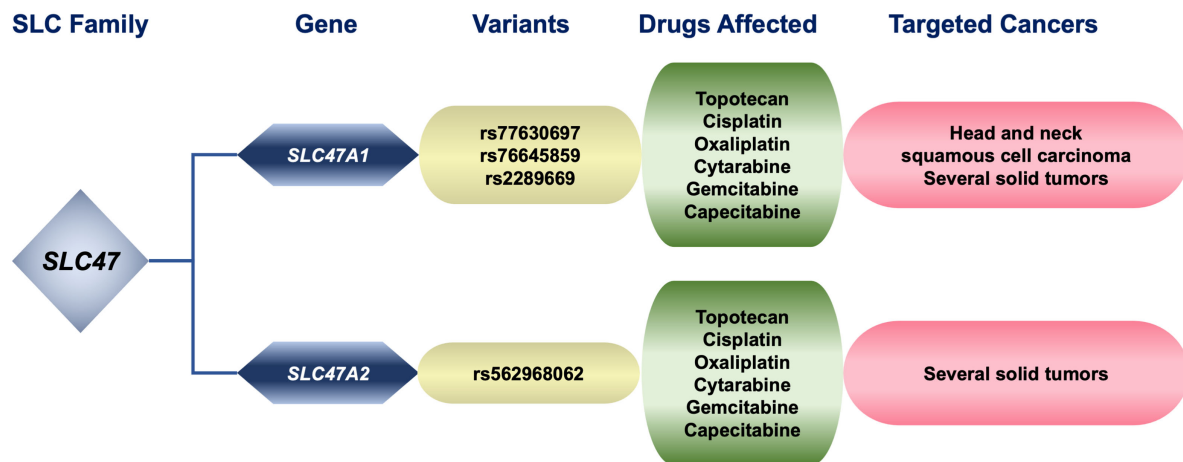 SLC Family Gene Variants Drugs Affected Targeted Cancers
SLC47
SLC47A1
rs77630697
rs76645859
rs2289669
Topotecan
Cisplatin
Oxaliplatin
Cytarabine
Gemcitabine
Capecitabine
Head and neck
squamous cell carcinoma
Several solid tumors
SLC47A2
rs562968062
Topotecan
Cisplatin
Oxaliplatin
Cytarabine
Gemcitabine
Capecitabine
Several solid tumors